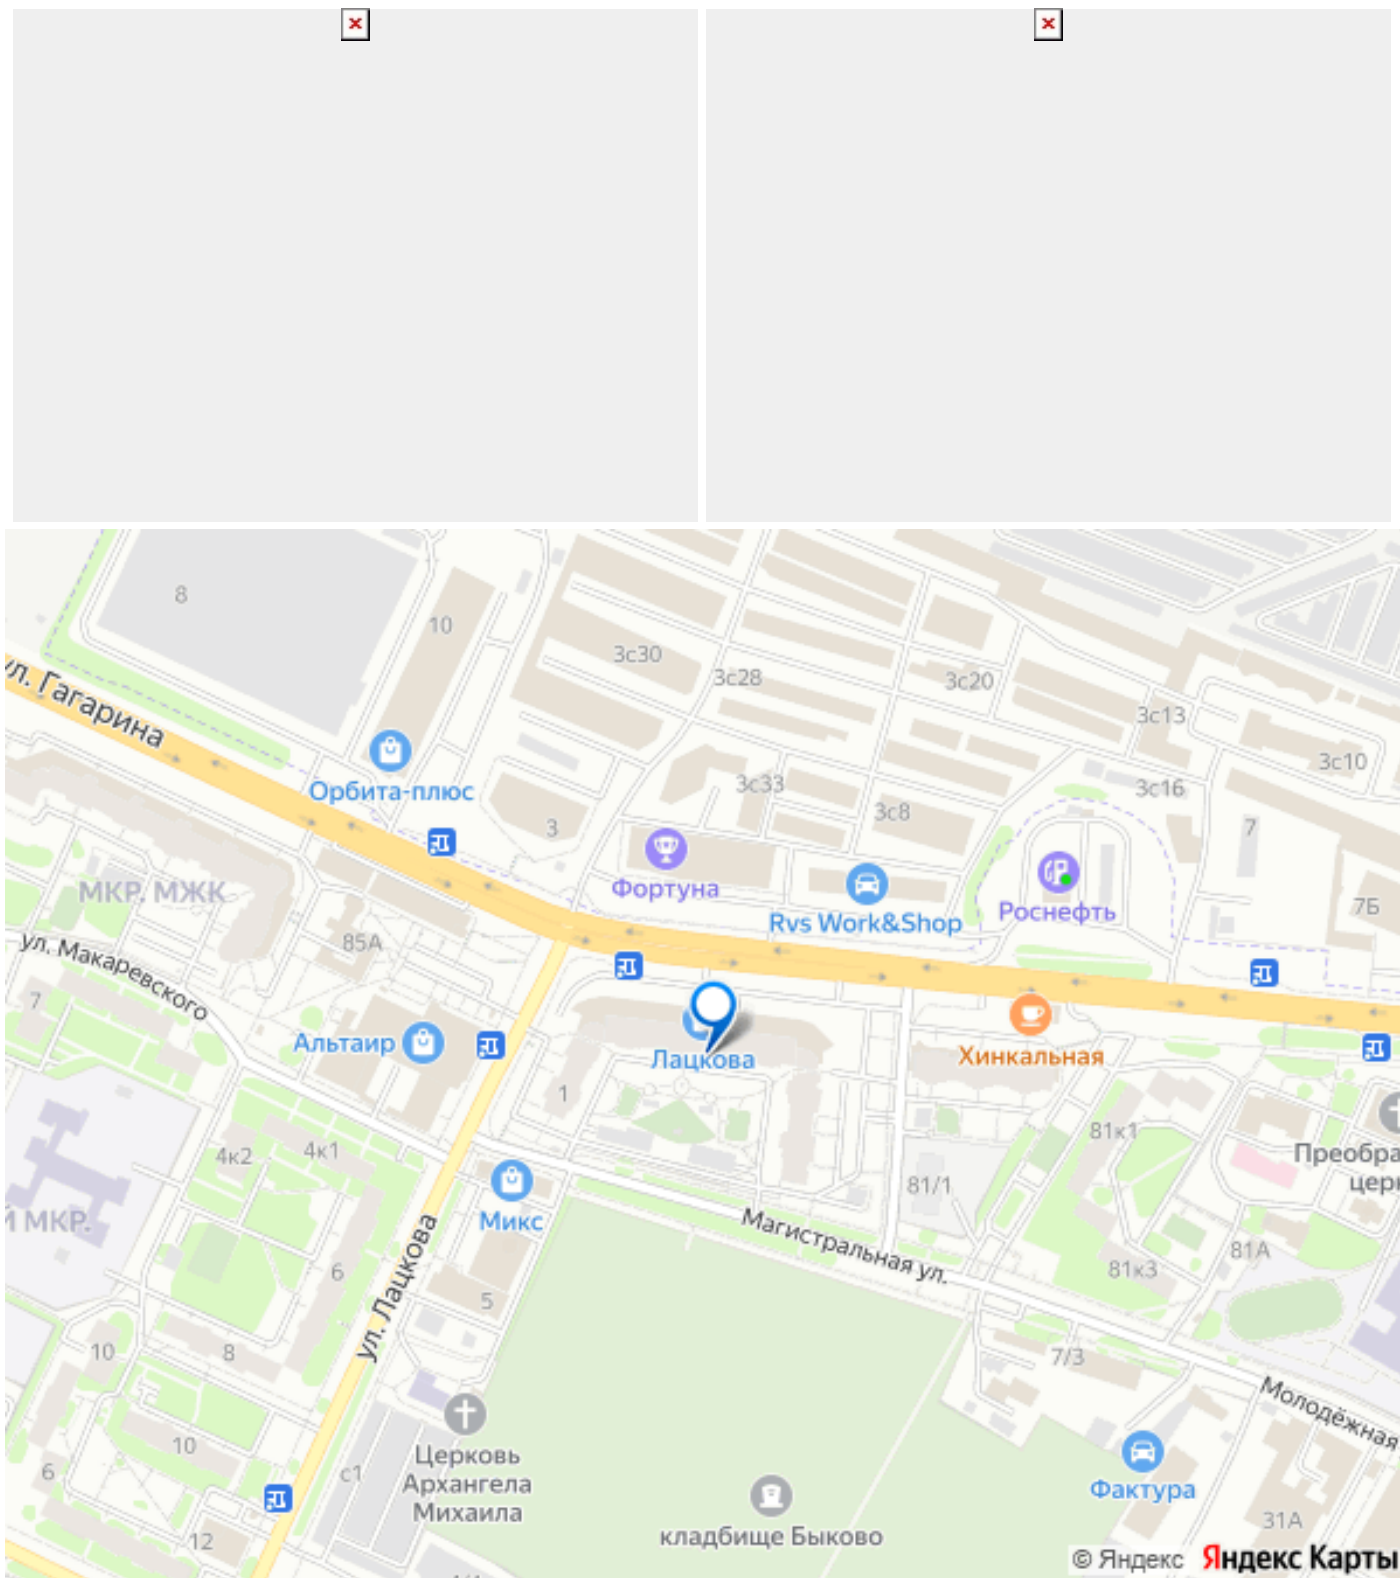 8
10
3с30
3с28
3с20
3с13
3с10
ул. Гагарина
Орбита-плюс
3с33
3с16
3
3с8
7
Фортуна
Rvs Work&Shop
Роснефть
7Б
МКР. МЖК
85А
ул. Макаревского
7
Альтаир
Лацкова
Хинкальная
1
81к1
4к2
4к1
Преобра
церк
81/1
Й МКР.
Микс
Магистральная ул.
81А
6
81к3
ул. Лацкова
5
10
8
7/3
Молодёжная
10
Церковь
Архангела
Михаила
6
с1
Фактура
12
кладбище Быково
31А
© Яндекс Яндекс Карты